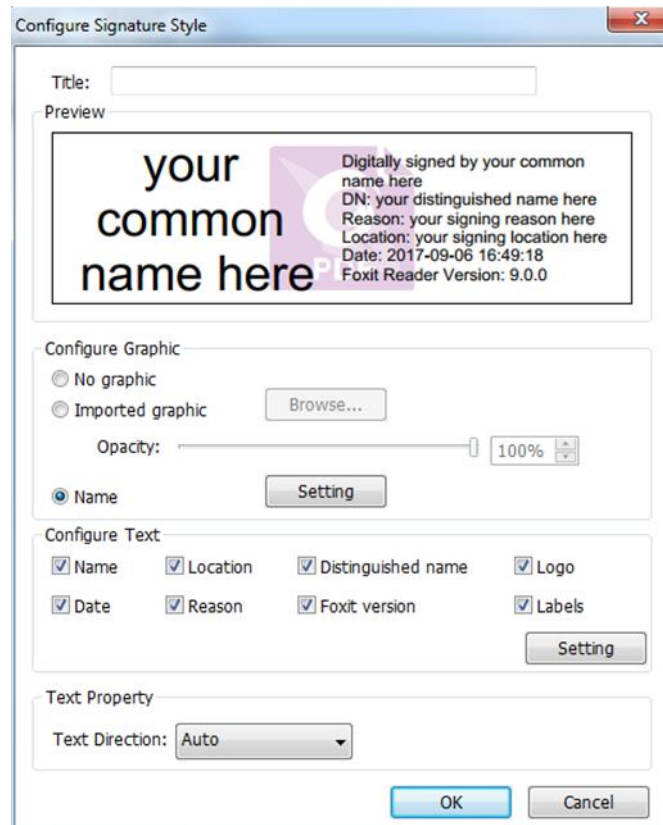 Configure Signature Style
Title:
Preview
your
common
name here
Digitally signed by your common
name here
DN: your distinguished name here
Reason: your signing reason here
Location: your signing location here
Date: 2017-09-06 16:49:18
Foxit Reader Version: 9.0.0
PDF
Configure Graphic
No graphic
Imported graphic Browse...
Opacity: 100%
Name Setting
Configure Text
Name Location Distinguished name Logo
Date Reason Foxit version Labels
Setting
Text Property
Text Direction: Auto
OK Cancel